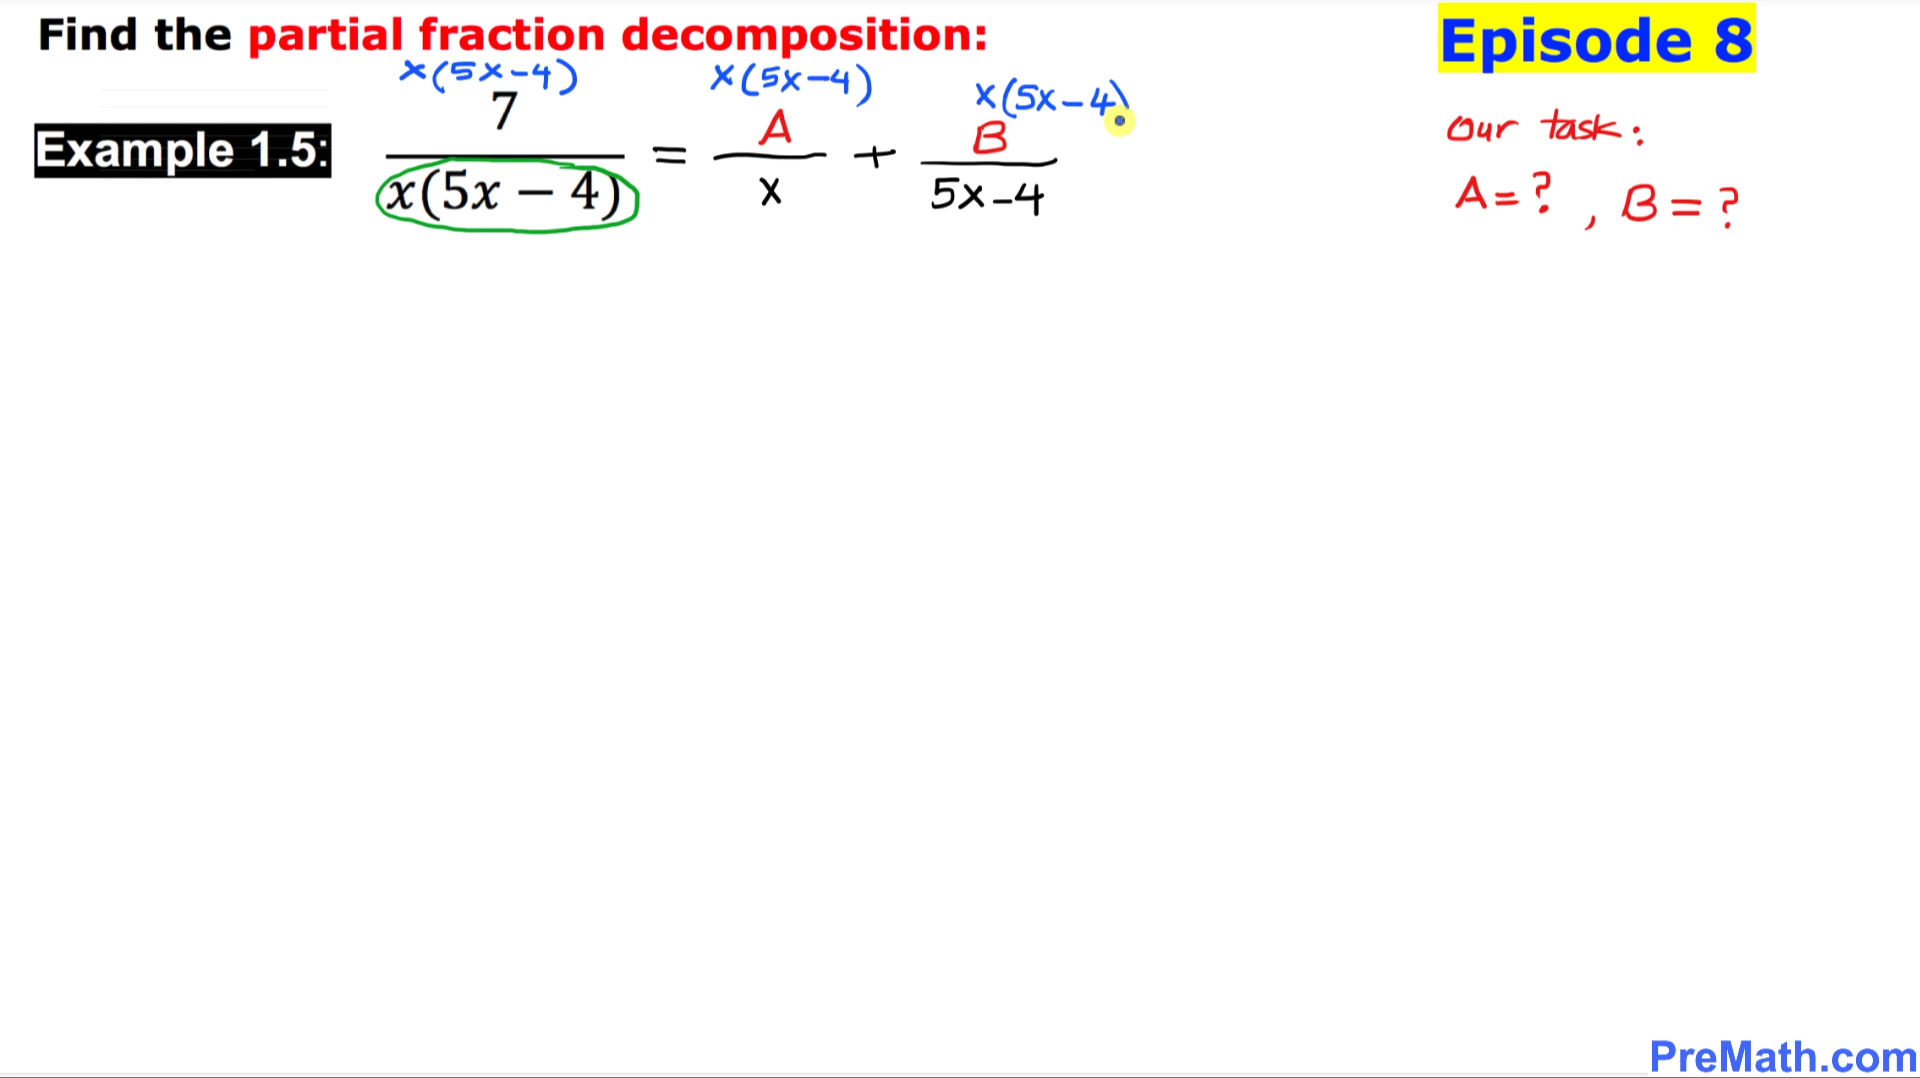 Find the partial fraction decomposition:
Episode 8
x(5x-4) x(5x-4) x(5x-4)
Example 1.5: 7 / x(5x − 4) = A / x + B / 5x-4
Our task:
A = ? , B = ?
PreMath.com